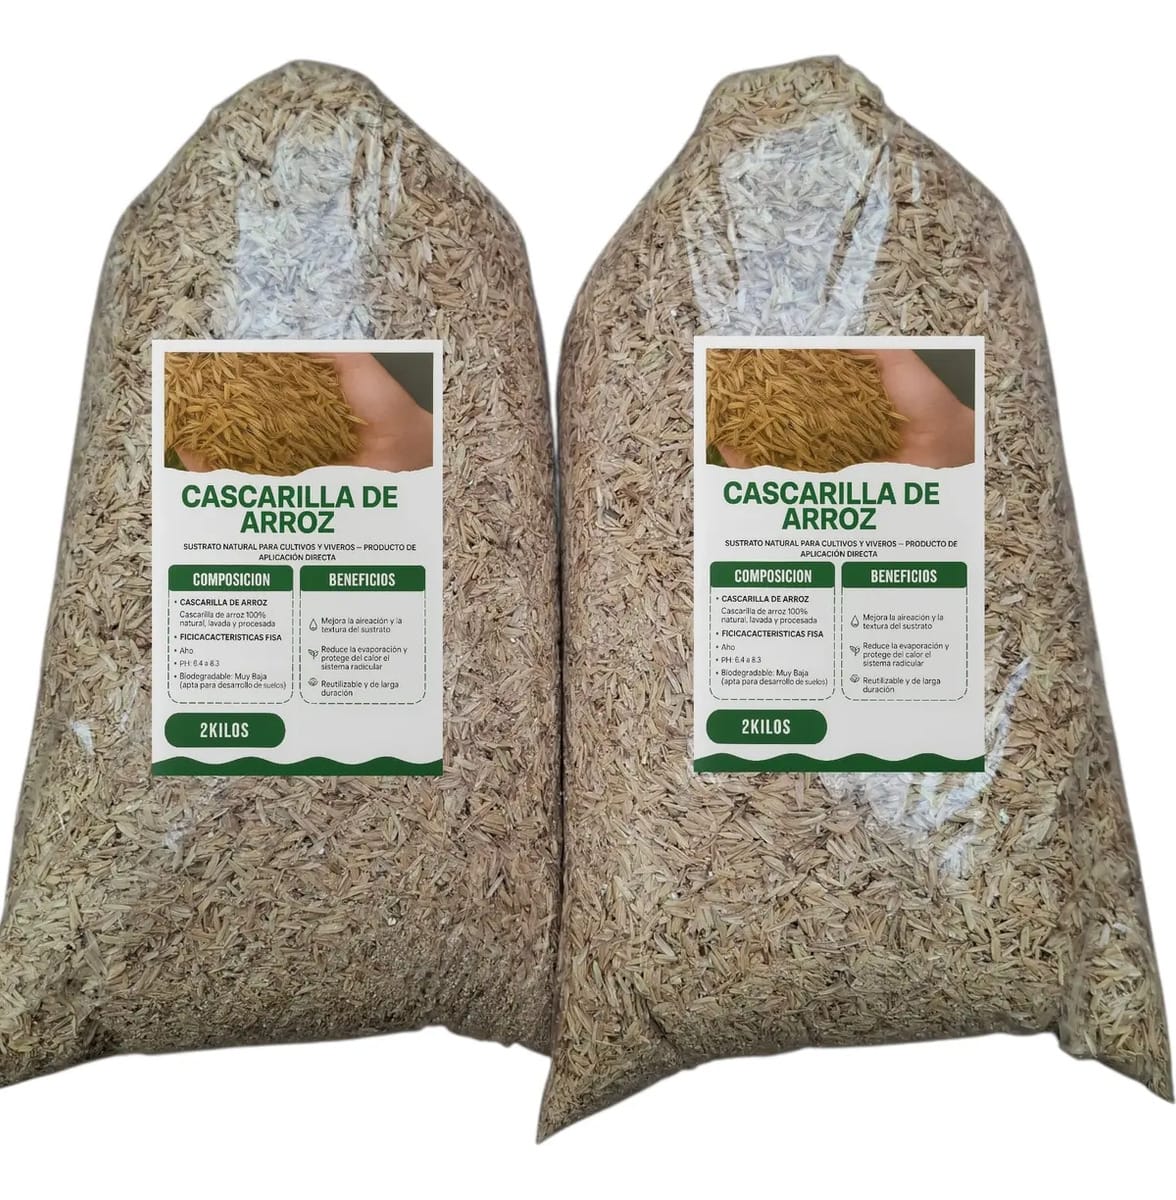 CASCARILLA DE
ARROZ
SUSTRATO NATURAL PARA CULTIVOS Y VIVEROS – PRODUCTO DE
APLICACIÓN DIRECTA
COMPOSICION
• CASCARILLA DE ARROZ
Cascarilla de arroz 100%
natural, lavada y procesada
• FICICACACTERISTICAS FISA
• Aho
• PH: 6.4 a 8.3
• Biodegradable: Muy Baja
(apta para desarrollo de suelos)
BENEFICIOS
Mejora la aireación y la
textura del sustrato
Reduce la evaporación y
protege del calor el
sistema radicular
Reutilizable y de larga
duración
2KILOS
CASCARILLA DE
ARROZ
SUSTRATO NATURAL PARA CULTIVOS Y VIVEROS – PRODUCTO DE
APLICACIÓN DIRECTA
COMPOSICION
• CASCARILLA DE ARROZ
Cascarilla de arroz 100%
natural, lavada y procesada
• FICICACACTERISTICAS FISA
• Aho
• PH: 6.4 a 8.3
• Biodegradable: Muy Baja
(apta para desarrollo de suelos)
BENEFICIOS
Mejora la aireación y la
textura del sustrato
Reduce la evaporación y
protege del calor el
sistema radicular
Reutilizable y de larga
duración
2KILOS